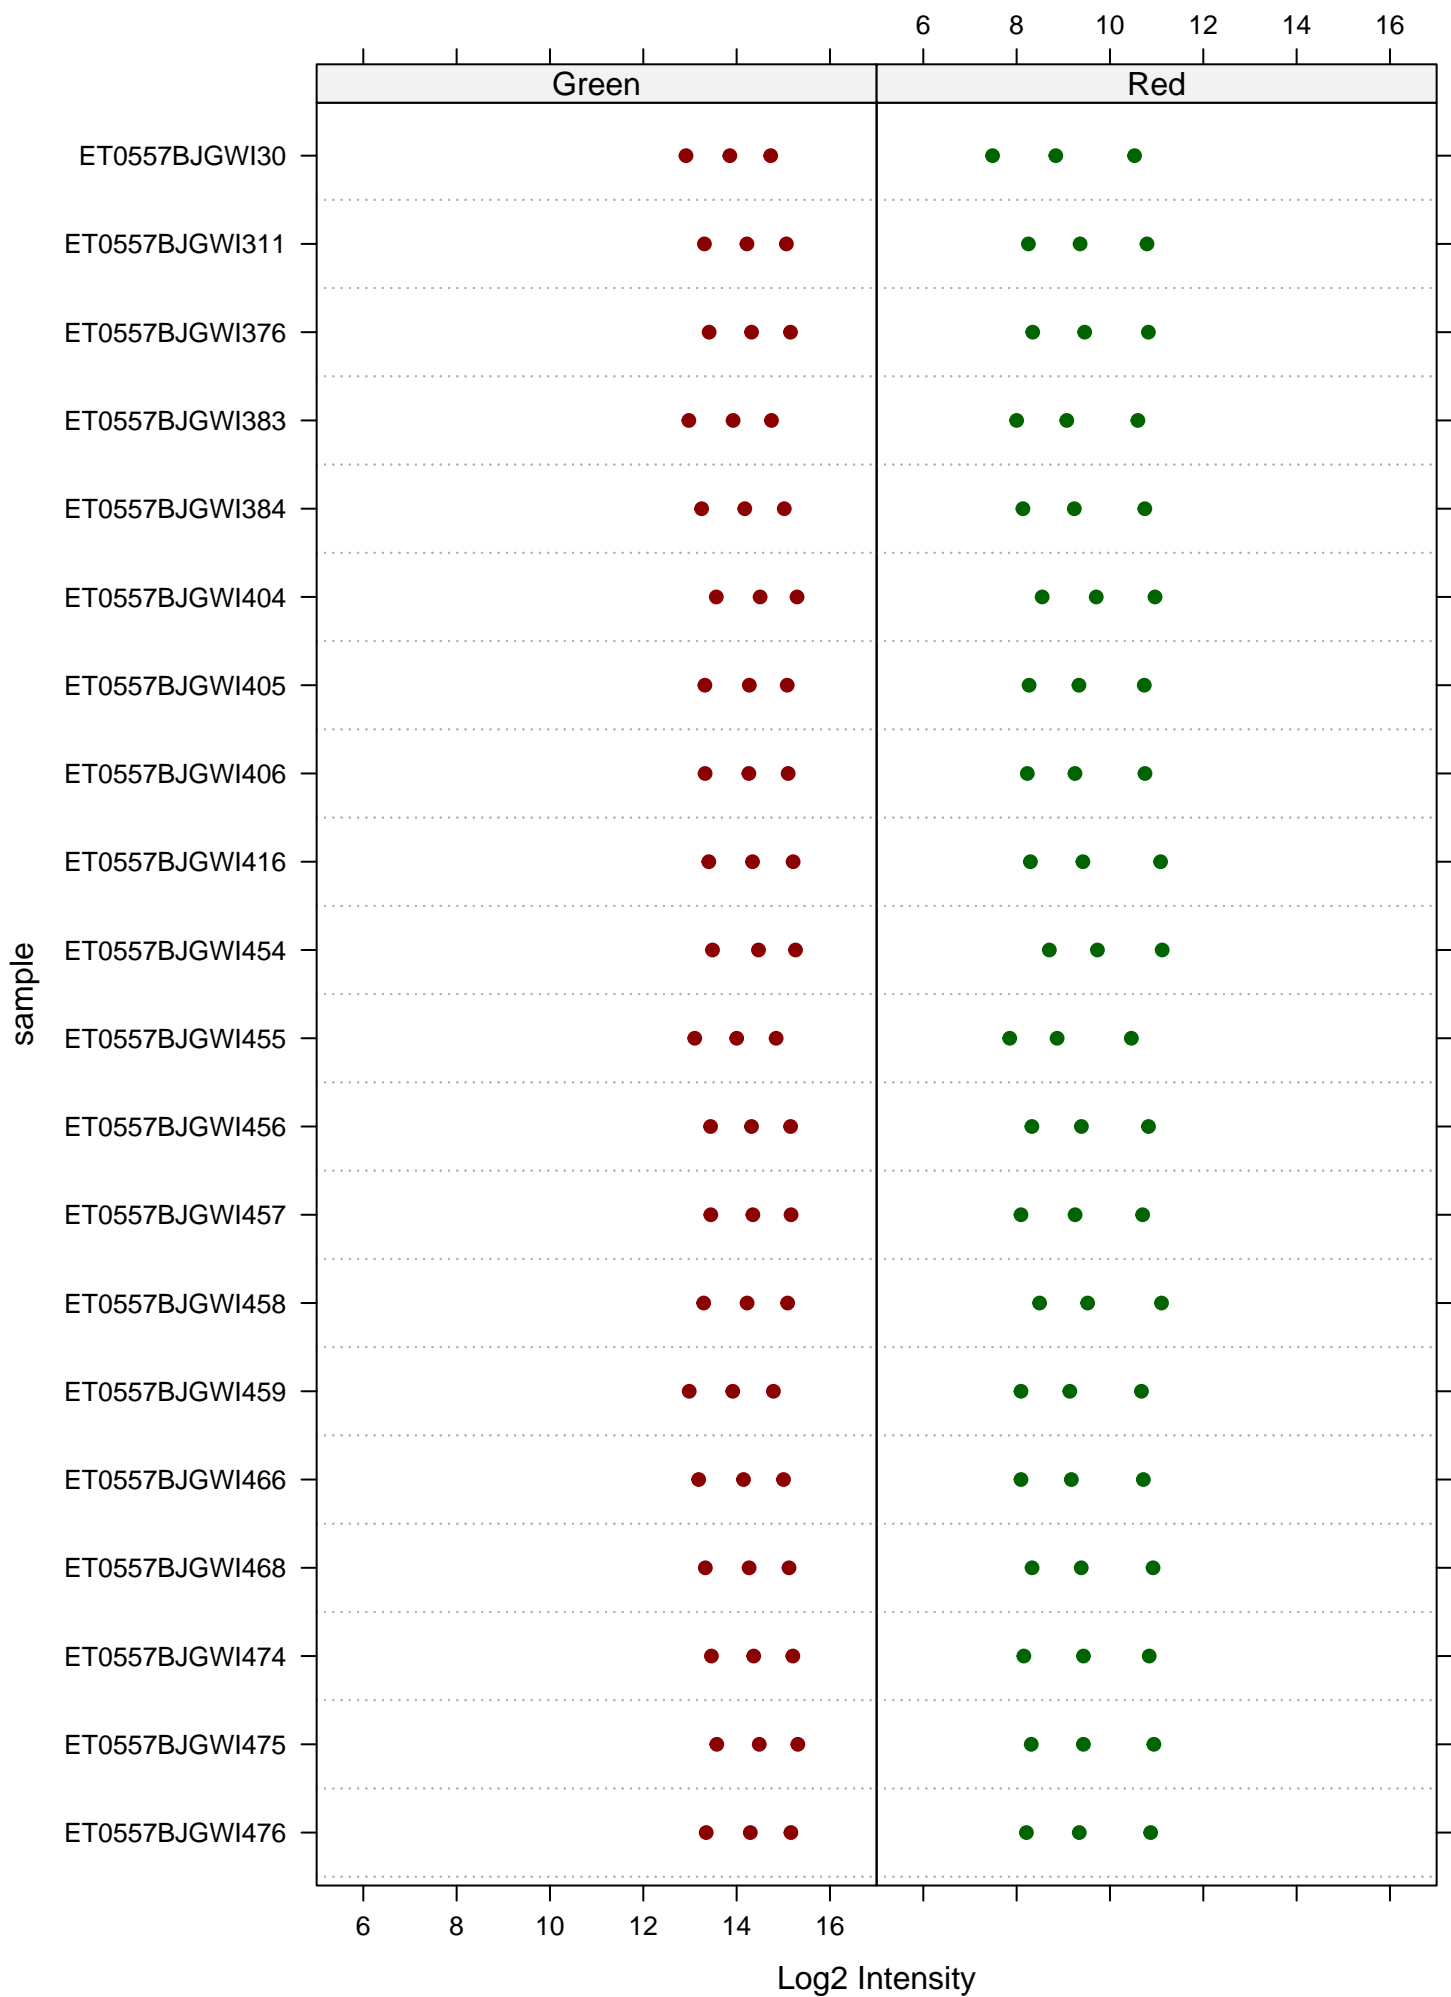 6 8 10 12 14 16
Green Red
ET0557BJGWI30
ET0557BJGWI311
ET0557BJGWI376
ET0557BJGWI383
ET0557BJGWI384
ET0557BJGWI404
ET0557BJGWI405
ET0557BJGWI406
ET0557BJGWI416
ET0557BJGWI454
ET0557BJGWI455
ET0557BJGWI456
ET0557BJGWI457
ET0557BJGWI458
ET0557BJGWI459
ET0557BJGWI466
ET0557BJGWI468
ET0557BJGWI474
ET0557BJGWI475
ET0557BJGWI476
sample
6 8 10 12 14 16
Log2 Intensity